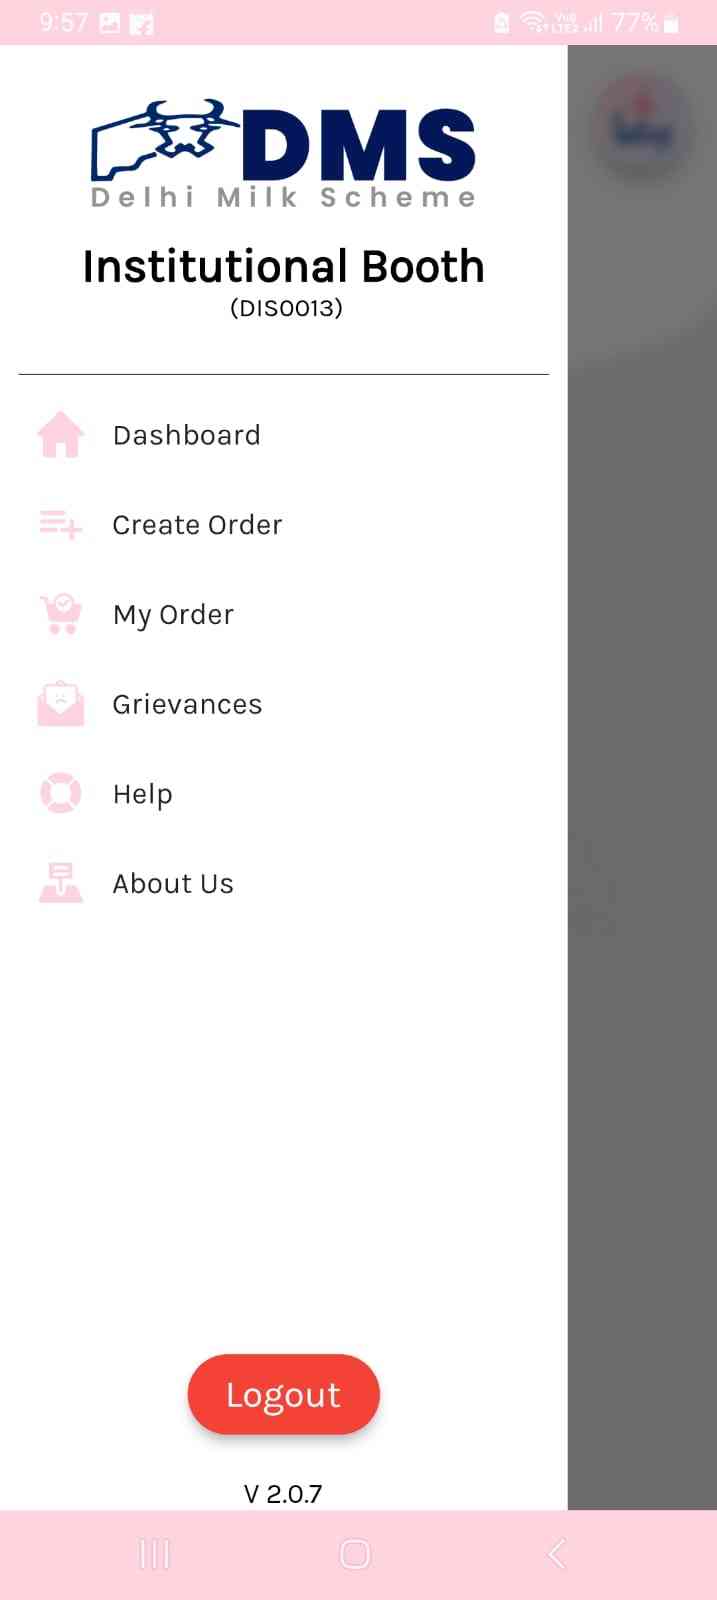 9:57
77%
DMS
Delhi Milk Scheme
Institutional Booth
(DIS0013)
Dashboard
Create Order
My Order
Grievances
Help
About Us
Logout
V 2.0.7